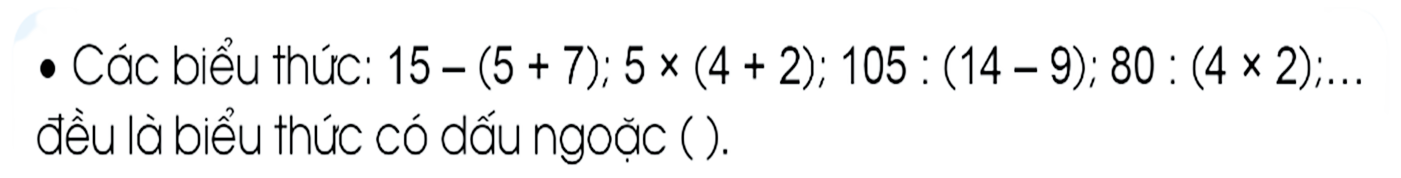 • Các biểu thức: 15 – (5 + 7); 5 × (4 + 2); 105 : (14 – 9); 80 : (4 × 2);...
đều là biểu thức có dấu ngoặc ( ).